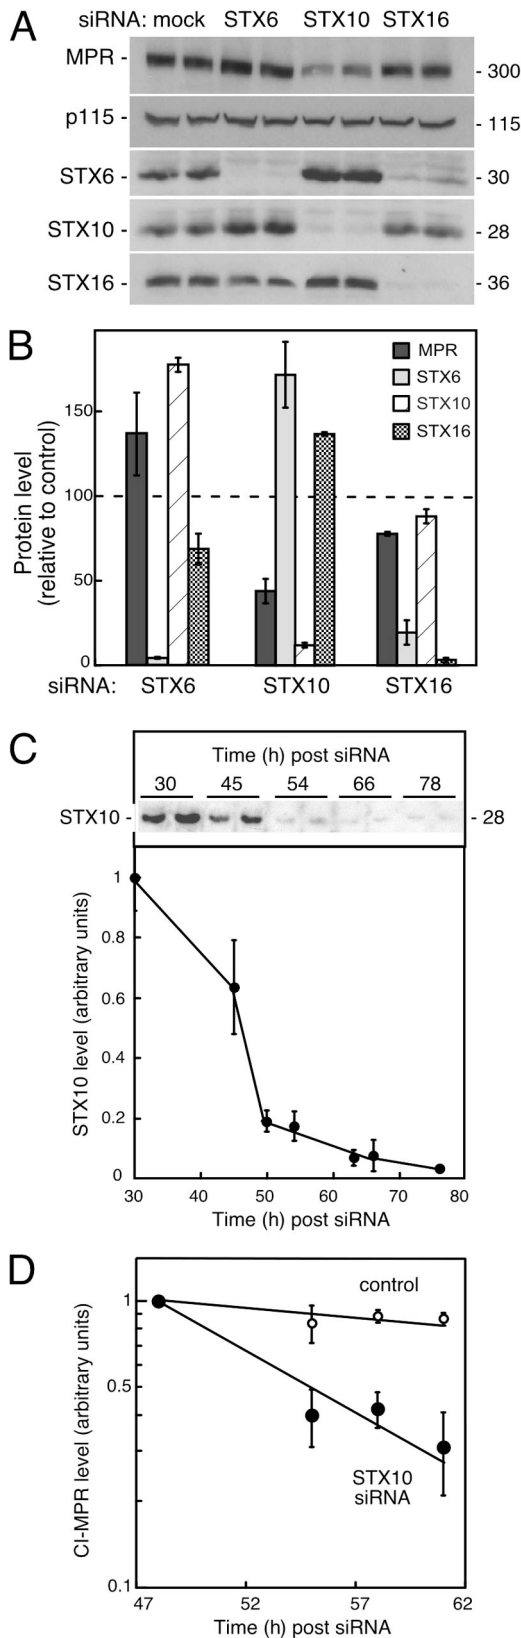 A
siRNA: mock STX6 STX10 STX16
MPR - - 300
p115 - - 115
STX6 - - 30
STX10 - - 28
STX16 - - 36
B
MPR
STX6
STX10
STX16
Protein level
(relative to control)
150
100
50
0
siRNA: STX6 STX10 STX16
C
Time (h) post siRNA
30 45 54 66 78
STX10 - - 28
STX10 level (arbitrary units)
1
0.8
0.6
0.4
0.2
0
30 40 50 60 70 80
Time (h) post siRNA
D
control
CI-MPR level (arbitrary units)
1
0.5
0.1
STX10
siRNA
47 52 57 62
Time (h) post siRNA